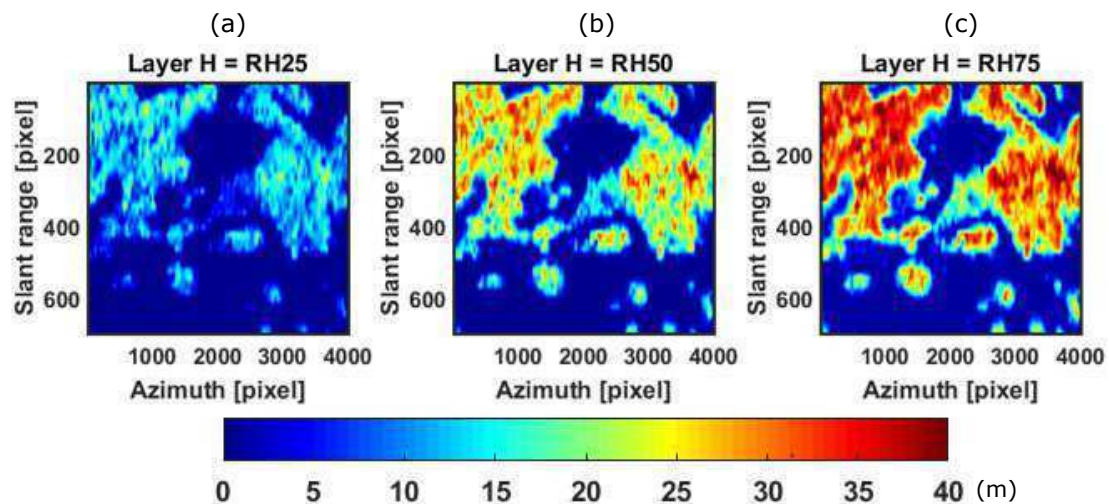 (a) (b) (c)
Layer H = RH25 Layer H = RH50 Layer H = RH75
Slant range [pixel] Slant range [pixel] Slant range [pixel]
200 200 200
400 400 400
600 600 600
1000 2000 3000 4000 1000 2000 3000 4000 1000 2000 3000 4000
Azimuth [pixel] Azimuth [pixel] Azimuth [pixel]
0 5 10 15 20 25 30 35 40 (m)